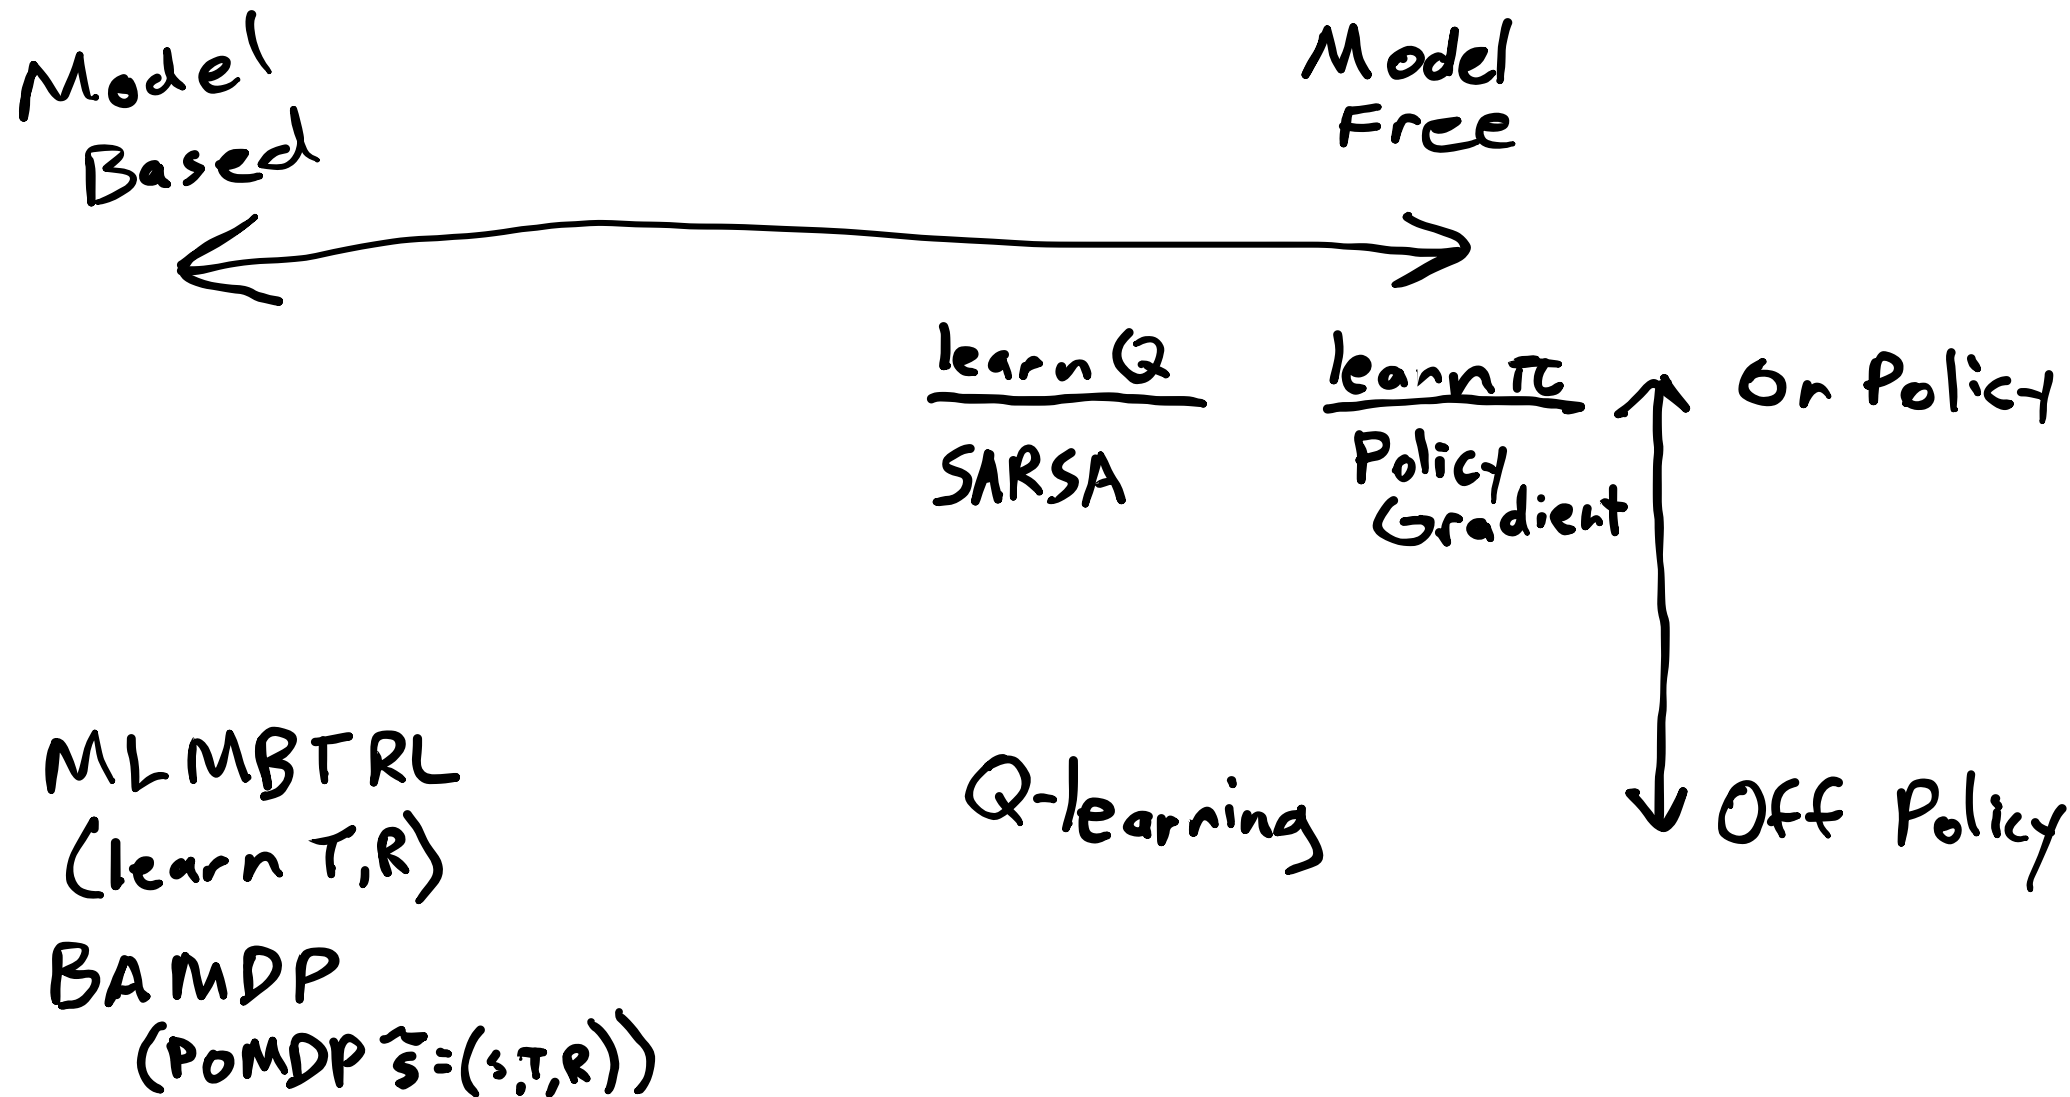 Model
Based
Model
Free
learn Q
learn π
On Policy
SARSA
Policy
Gradient
MLMBTRL
(learn T,R)
Q-learning
Off Policy
BAMDP
(POMDP s̃=(s,T,R))